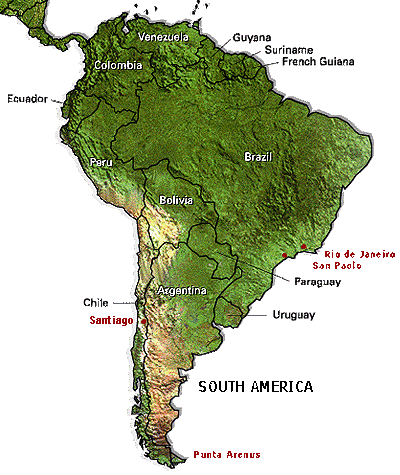 Venezuela
Guyana
Suriname
French Guiana
Colombia
Ecuador
Peru
Brazil
Bolivia
Rio de Janeiro
San Paolo
Paraguay
Argentina
Chile
Santiago
Uruguay
SOUTH AMERICA
Punta Arenus